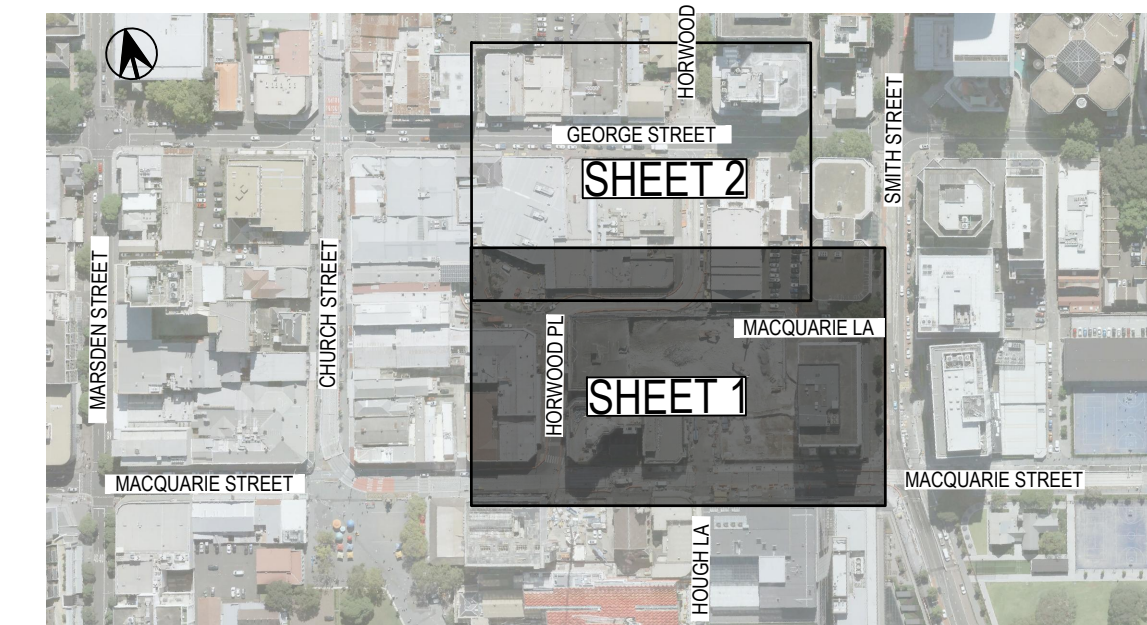 HORWOOD
GEORGE STREET
SMITH STREET
SHEET 2
MARSDEN STREET
CHURCH STREET
MACQUARIE LA
HORWOOD PL
SHEET 1
MACQUARIE STREET
MACQUARIE STREET
HOUGH LA